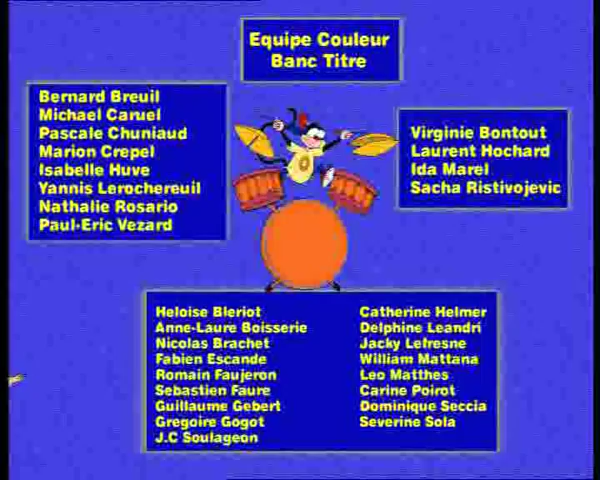 Equipe Couleur
Banc Titre
Bernard Breuil
Michael Caruel
Pascale Chuniaud
Marion Crepel
Isabelle Huve
Yannis Lerochereuil
Nathalie Rosario
Paul-Eric Vezard
Virginie Bontout
Laurent Hochard
Ida Marel
Sacha Ristivojevic
Heloise Bleriot
Anne-Laure Boisserie
Nicolas Brachet
Fabien Escande
Romain Faujeron
Sebastien Faure
Guillaume Gebert
Gregoire Gogot
J.C Soulageon
Catherine Helmer
Delphine Leandri
Jacky Lefresne
William Mattana
Leo Matthes
Carine Poirot
Dominique Seccia
Severine Sola